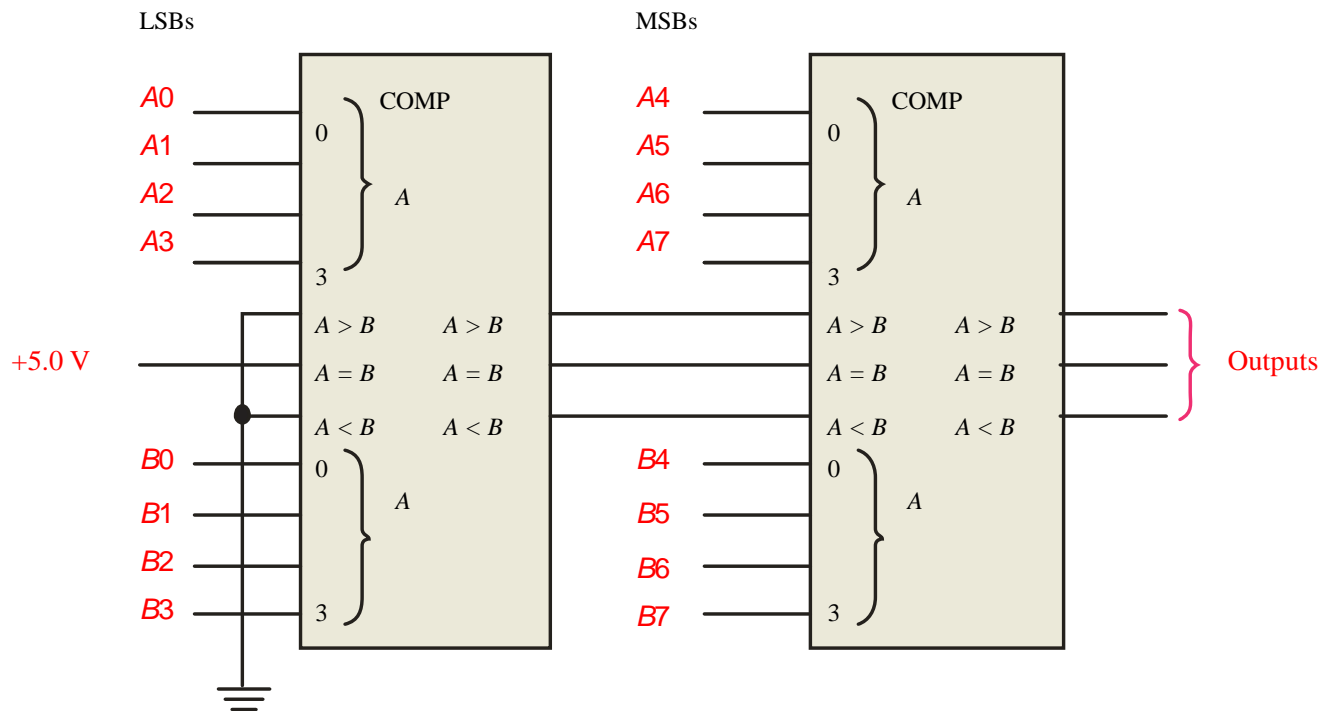 LSBs
MSBs
A0
A1
A2
A3
COMP
0
A
3
A4
A5
A6
A7
COMP
0
A
3
+5.0 V
A > B A > B
A = B A = B
A < B A < B
A > B A > B
A = B A = B
A < B A < B
Outputs
B0
B1
B2
B3
0
A
3
B4
B5
B6
B7
0
A
3